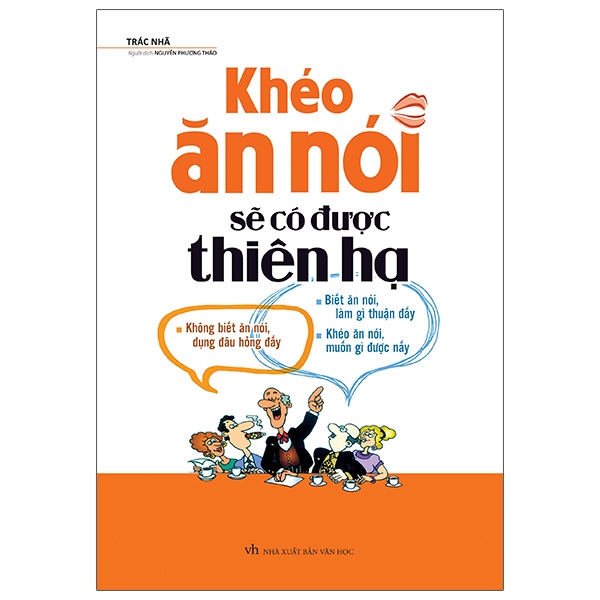 TRÁC NHÃ
Người dịch: NGUYỄN PHƯƠNG THẢO
Khéo
ăn nói
sẽ có được
thiên hạ
Biết ăn nói,
làm gì thuận đấy
Không biết ăn nói,
đụng đâu hỏng đấy
Khéo ăn nói,
muốn gì được nấy
vh NHÀ XUẤT BẢN VĂN HỌC